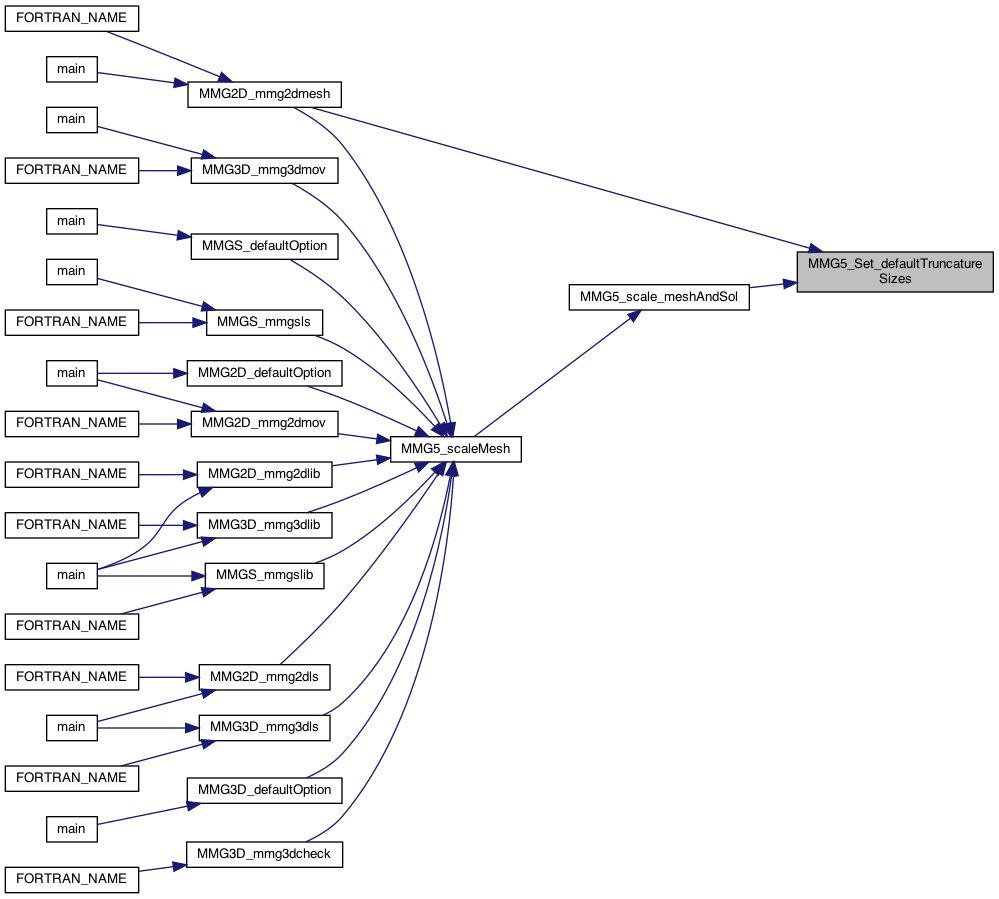 FORTRAN_NAME
main
MMG2D_mmg2dmesh
main
FORTRAN_NAME
MMG3D_mmg3dmov
main
MMGS_defaultOption
MMG5_Set_defaultTruncature
Sizes
main
MMG5_scale_meshAndSol
FORTRAN_NAME
MMGS_mmgsls
main
MMG2D_defaultOption
FORTRAN_NAME
MMG2D_mmg2dmov
MMG5_scaleMesh
FORTRAN_NAME
MMG2D_mmg2dlib
FORTRAN_NAME
MMG3D_mmg3dlib
main
MMGS_mmgslib
FORTRAN_NAME
FORTRAN_NAME
MMG2D_mmg2dls
main
MMG3D_mmg3dls
FORTRAN_NAME
MMG3D_defaultOption
main
MMG3D_mmg3dcheck
FORTRAN_NAME